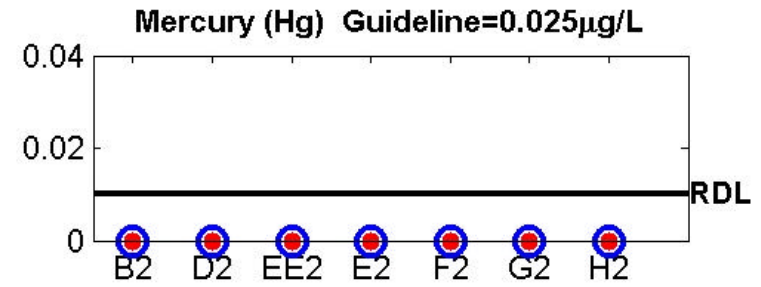 Mercury (Hg) Guideline=0.025µg/L
0.04
0.02
RDL
0
B2 D2 EE2 E2 F2 G2 H2